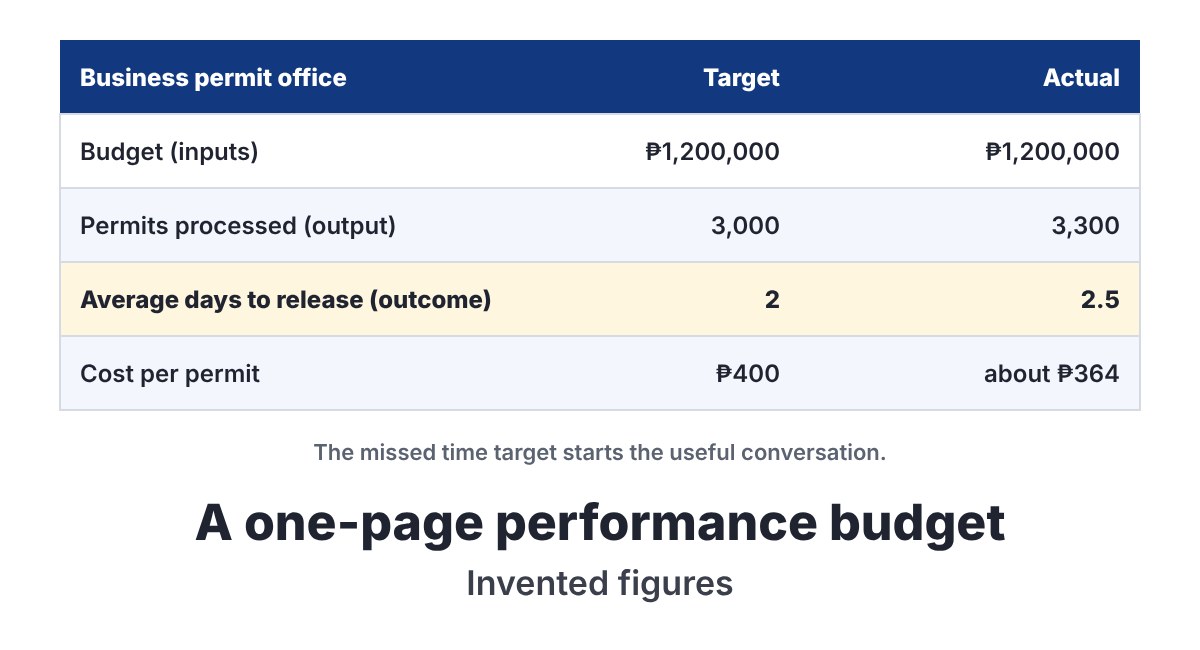 Business permit office Target Actual
Budget (inputs) ₱1,200,000 ₱1,200,000
Permits processed (output) 3,000 3,300
Average days to release (outcome) 2 2.5
Cost per permit ₱400 about ₱364
The missed time target starts the useful conversation.
A one-page performance budget
Invented figures